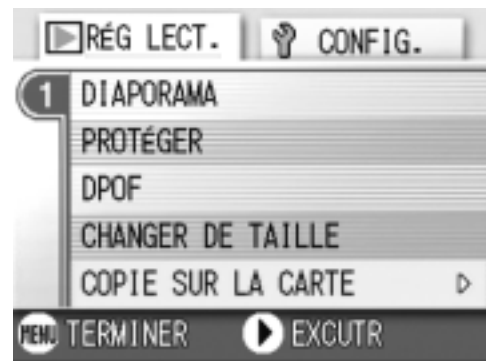 RÉG LECT. CONFIG.
1 DIAPORAMA
PROTÉGER
DPOF
CHANGER DE TAILLE
COPIE SUR LA CARTE
MENU TERMINER EXCUTR